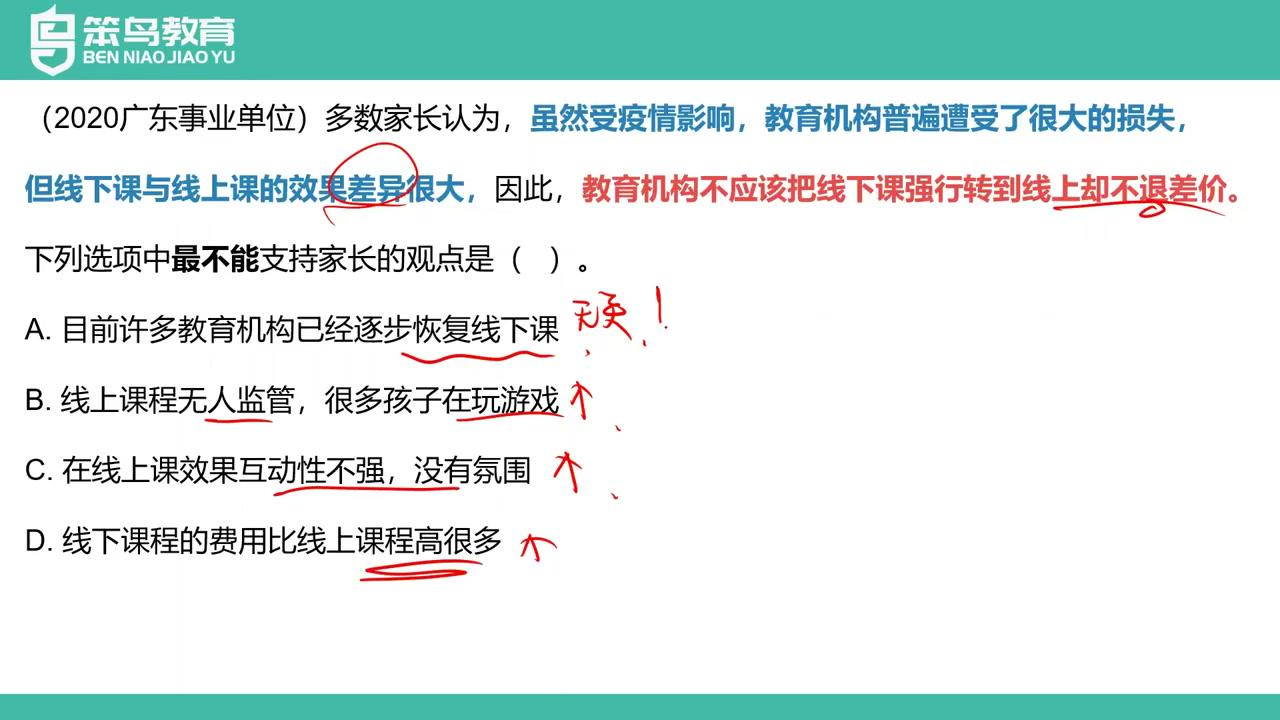 笨鸟教育
BEN NIAO JIAO YU
（2020广东事业单位）多数家长认为，虽然受疫情影响，教育机构普遍遭受了很大的损失，
但线下课与线上课的效果差异很大，因此，教育机构不应该把线下课强行转到线上却不退差价。
下列选项中最不能支持家长的观点是（ ）。
A. 目前许多教育机构已经逐步恢复线下课 无关！
B. 线上课程无人监管，很多孩子在玩游戏↑
C. 在线上课效果互动性不强，没有氛围 ↑
D. 线下课程的费用比线上课程高很多 ↑